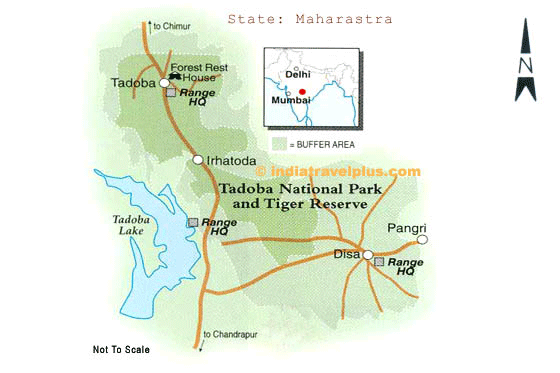 State: Maharastra
to Chimur
N
Forest Rest
House
Tadoba
Range
HQ
Delhi
Mumbai
= BUFFER AREA
Irhatoda
© indiatravelplus.com
Tadoba National Park
and Tiger Reserve
Tadoba
Lake
Range
HQ
Pangri
Disa
Range
HQ
to Chandrapur
Not To Scale